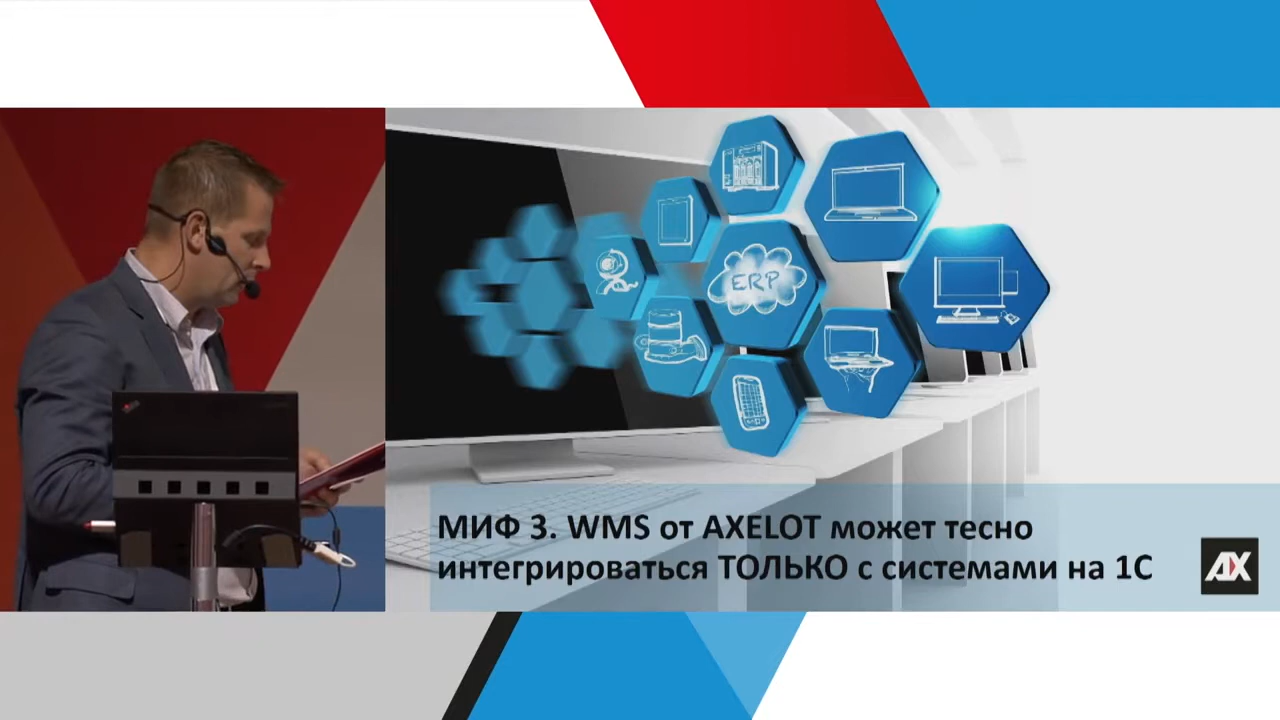 ERP
МИФ 3. WMS от AXELOT может тесно
интегрироваться ТОЛЬКО с системами на 1С
AX